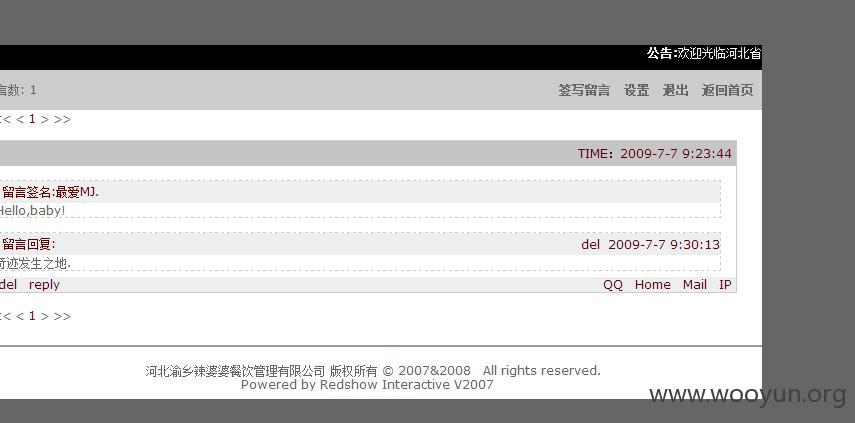 公告:欢迎光临河北省
言数: 1
签写留言 设置 退出 返回首页
< < 1 > >>
TIME: 2009-7-7 9:23:44
留言签名:最爱MJ.
Hello,baby!
留言回复: del 2009-7-7 9:30:13
奇迹发生之地.
del reply QQ Home Mail IP
< < 1 > >>
河北渝乡辣婆婆餐饮管理有限公司 版权所有 © 2007&2008 All rights reserved.
Powered by Redshow Interactive V2007
www.wooyun.org